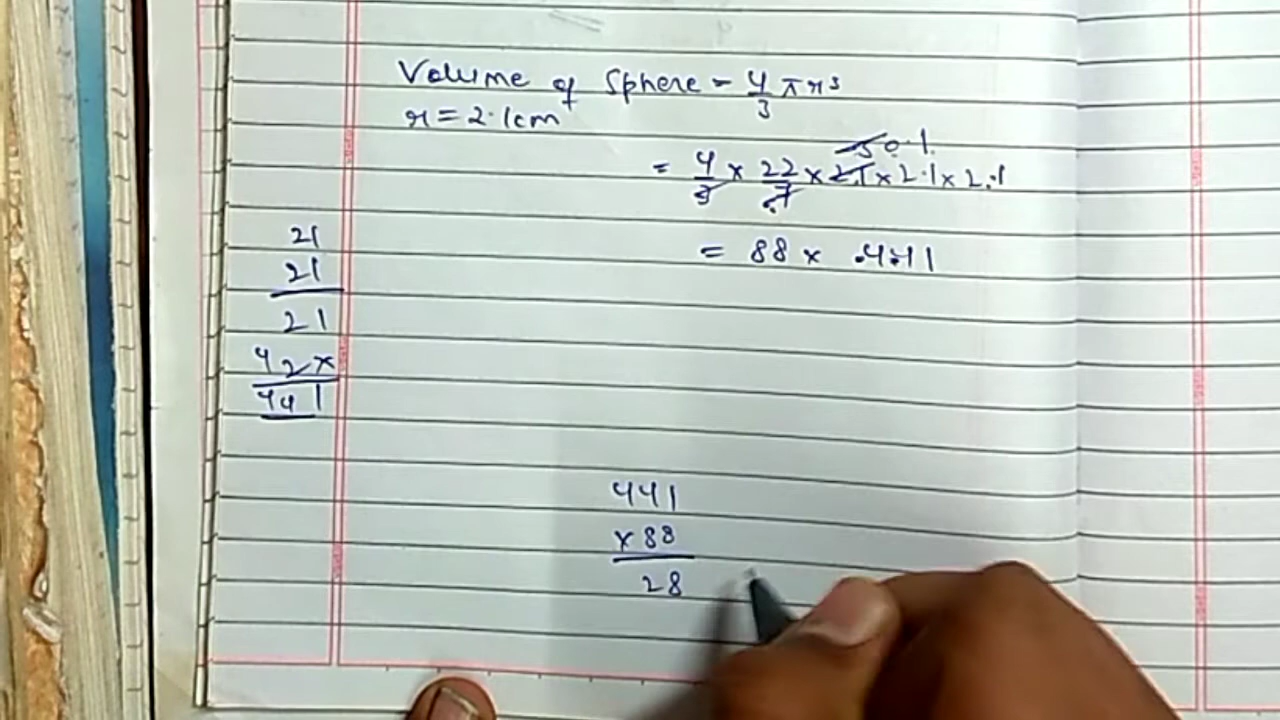 Volume of Sphere = 4/3 πr³
r = 2.1cm
0.1
= 4/3 × 22/7 × 2.1 × 2.1 × 2.1
= 88 × .441
21
21
21
42×
441
441
×88
28